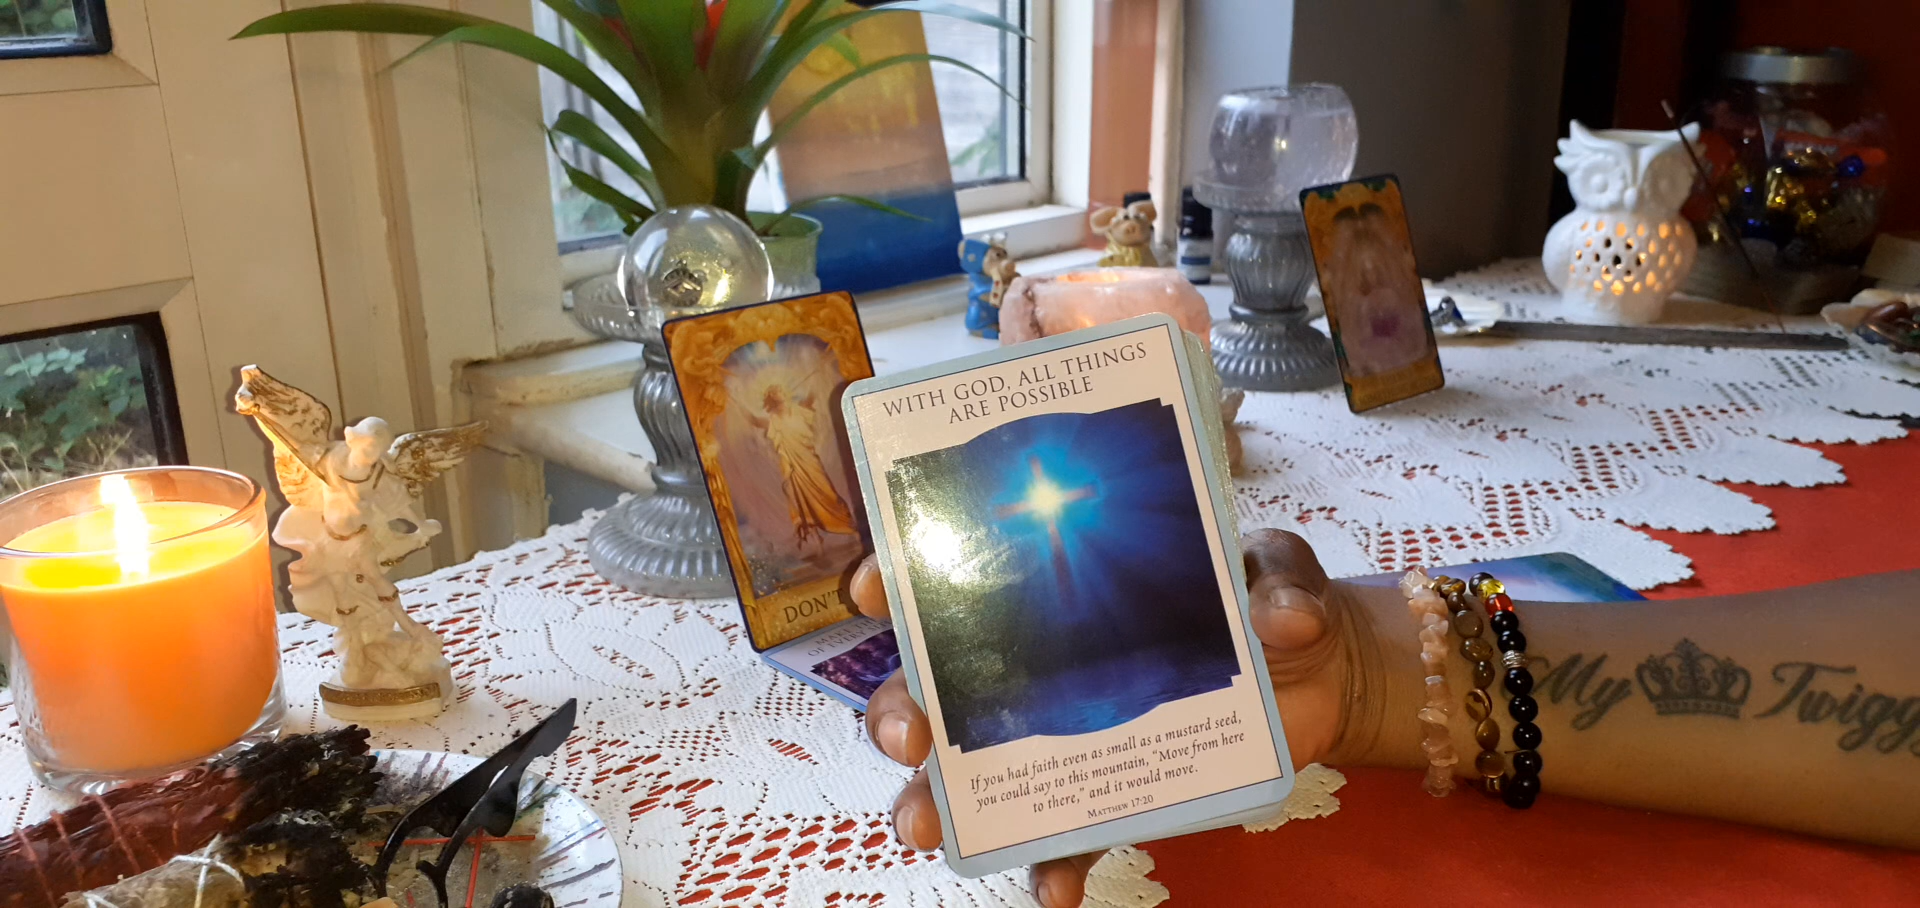 WITH GOD, ALL THINGS
ARE POSSIBLE
If you had faith even as small as a mustard seed,
you could say to this mountain, "Move from here
to there," and it would move.
MATTHEW 17:20
DON'T
OF
My Twigg